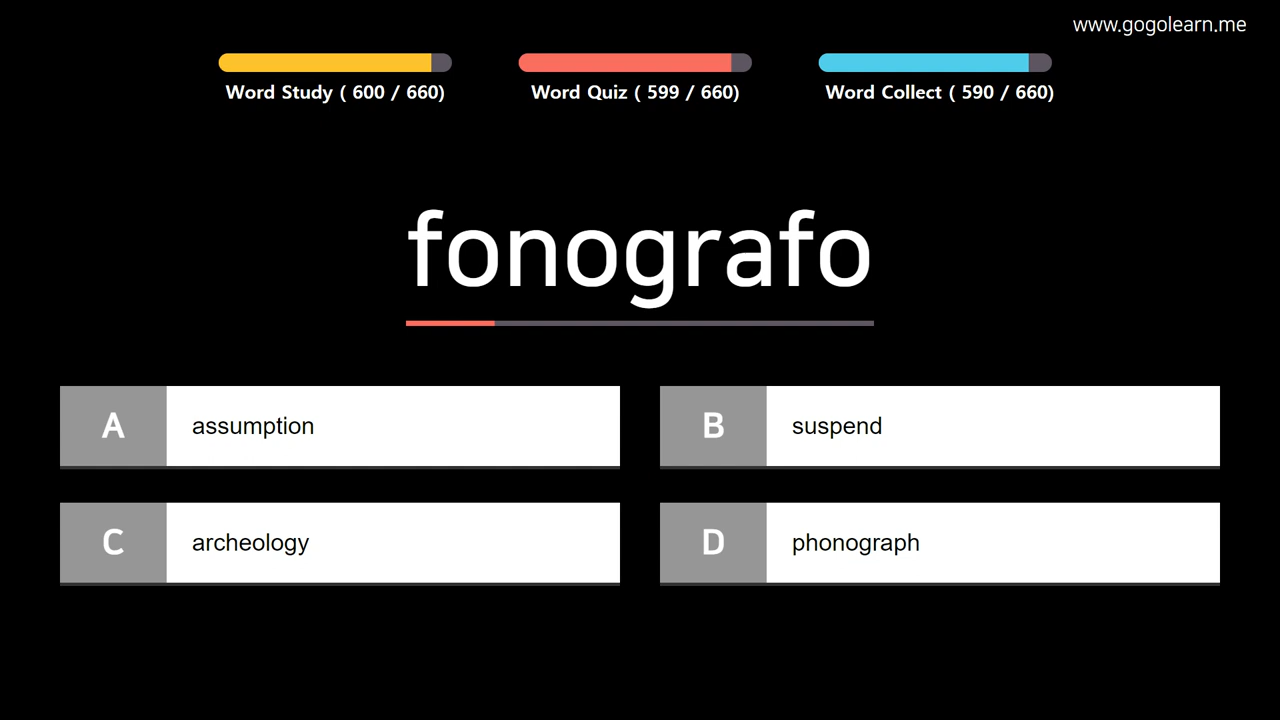 www.gogolearn.me
Word Study ( 600 / 660)
Word Quiz ( 599 / 660)
Word Collect ( 590 / 660)
fonografo
A assumption
B suspend
C archeology
D phonograph